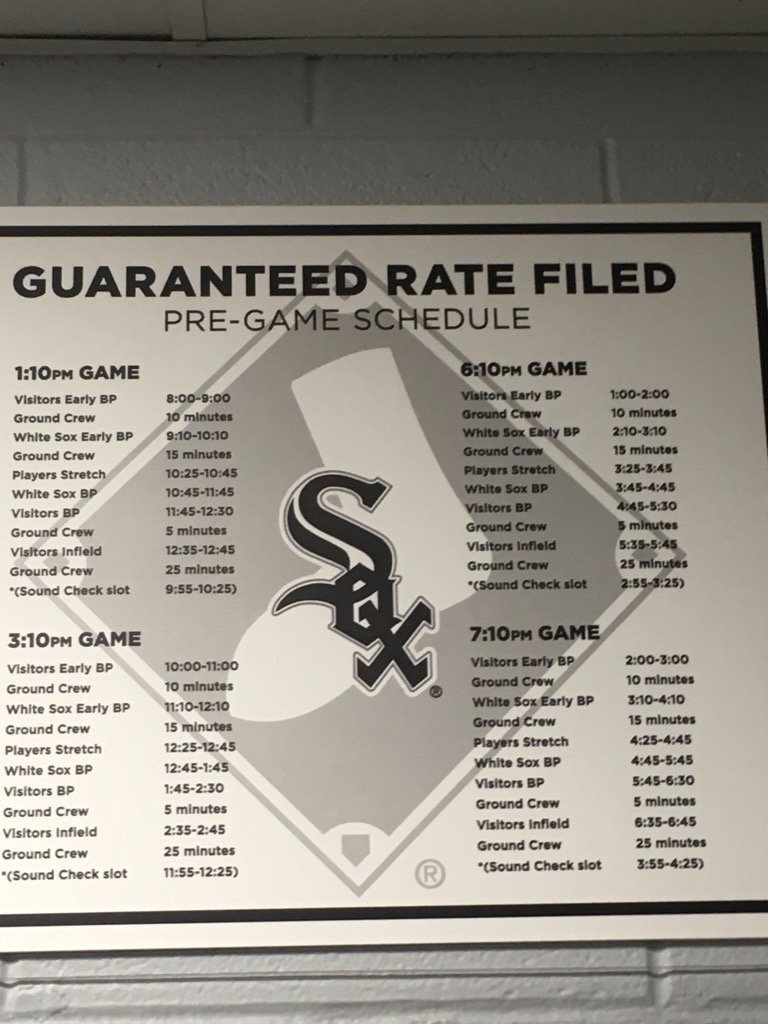 GUARANTEED RATE FILED
PRE-GAME SCHEDULE
1:10PM GAME
Visitors Early BP 8:00-9:00
Ground Crew 10 minutes
White Sox Early BP 9:10-10:10
Ground Crew 15 minutes
Players Stretch 10:25-10:45
White Sox BP 10:45-11:45
Visitors BP 11:45-12:30
Ground Crew 5 minutes
Visitors Infield 12:35-12:45
Ground Crew 25 minutes
*(Sound Check slot 9:55-10:25)
3:10PM GAME
Visitors Early BP 10:00-11:00
Ground Crew 10 minutes
White Sox Early BP 11:10-12:10
Ground Crew 15 minutes
Players Stretch 12:25-12:45
White Sox BP 12:45-1:45
Visitors BP 1:45-2:30
Ground Crew 5 minutes
Visitors Infield 2:35-2:45
Ground Crew 25 minutes
*(Sound Check slot 11:55-12:25)
Sox
®
®
6:10PM GAME
Visitors Early BP 1:00-2:00
Ground Crew 10 minutes
White Sox Early BP 2:10-3:10
Ground Crew 15 minutes
Players Stretch 3:25-3:45
White Sox BP 3:45-4:45
Visitors BP 4:45-5:30
Ground Crew 5 minutes
Visitors Infield 5:35-5:45
Ground Crew 25 minutes
*(Sound Check slot 2:55-3:25)
7:10PM GAME
Visitors Early BP 2:00-3:00
Ground Crew 10 minutes
White Sox Early BP 3:10-4:10
Ground Crew 15 minutes
Players Stretch 4:25-4:45
White Sox BP 4:45-5:45
Visitors BP 5:45-6:30
Ground Crew 5 minutes
Visitors Infield 6:35-6:45
Ground Crew 25 minutes
*(Sound Check slot 3:55-4:25)